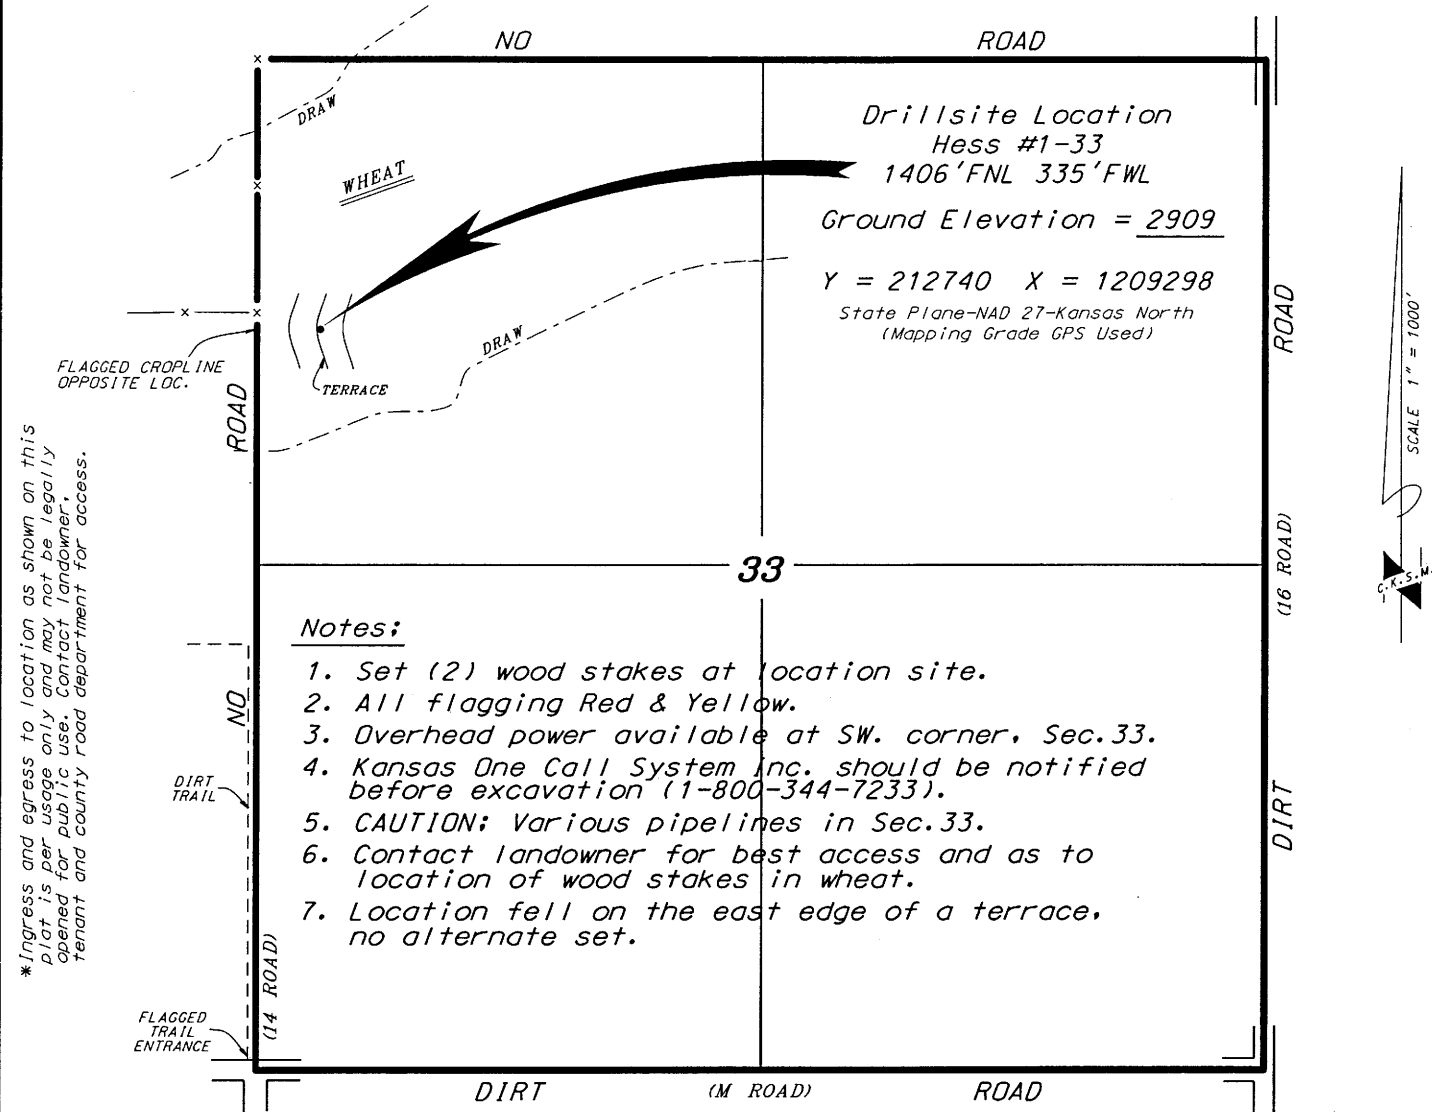 NO ROAD
DRAW
WHEAT
Drillsite Location
Hess #1-33
1406'FNL 335'FWL
Ground Elevation = 2909
Y = 212740 X = 1209298
State Plane-NAD 27-Kansas North
(Mapping Grade GPS Used)
DRAW
TERRACE
FLAGGED CROPLINE
OPPOSITE LOC.
ROAD
NO
ROAD
(16 ROAD)
DIRT
SCALE 1" = 1000'
C.K.S.M.
33
*Ingress and egress to location as shown on this
plat is per usage only and may not be legally
opened for public use. Contact landowner,
tenant and county road department for access.
Notes:
1. Set (2) wood stakes at location site.
2. All flagging Red & Yellow.
3. Overhead power available at SW. corner, Sec.33.
4. Kansas One Call System Inc. should be notified
before excavation (1-800-344-7233).
5. CAUTION: Various pipelines in Sec.33.
6. Contact landowner for best access and as to
location of wood stakes in wheat.
7. Location fell on the east edge of a terrace,
no alternate set.
DIRT
TRAIL
(14 ROAD)
FLAGGED
TRAIL
ENTRANCE
DIRT (M ROAD) ROAD